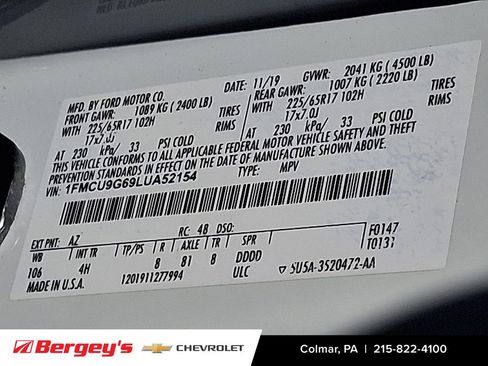 MFD. BY FORD MOTOR CO.
11/19
GVWR: 2041 KG ( 4500 LB)
FRONT GAWR: 1089 KG ( 2400 LB)
REAR GAWR: 1007 KG ( 2220 LB)
WITH 225/65R17 102H
225/65R17 102H
17x7.0J RIMS
17x7.0J RIMS
AT 230 kPa/ 33 PSI COLD
AT 230 kPa/ 33 PSI COLD
THIS VEHICLE CONFORMS TO ALL APPLICABLE FEDERAL MOTOR VEHICLE SAFETY AND THEFT
PREVENTION STANDARDS IN EFFECT ON THE DATE OF MANUFACTURE SHOWN ABOVE.
VIN: 1FMCU9G69LUA52154
TYPE: MPV
EXT PNT: AZ
RC: 48 DSO:
F0147
WB INT TR TP/PS R AXLE TR SPR
T0131
106 4H 8 81 8 DDDD
MADE IN U.S.A. 1201911277994 ULC
5U5A-3520472-AA
Bergey's CHEVROLET
Colmar, PA | 215-822-4100